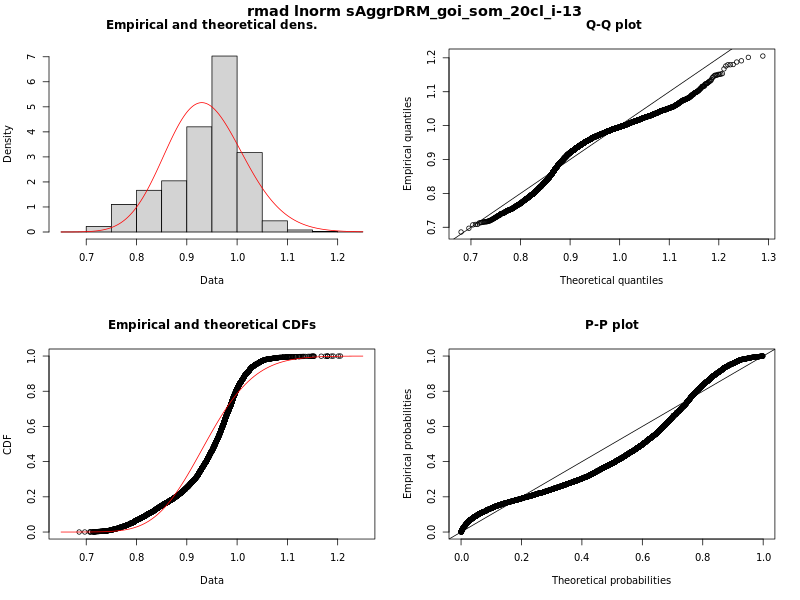 rmad lnorm sAggrDRM_goi_som_20cl_i-13
Empirical and theoretical dens.
Density
0 1 2 3 4 5 6 7
0.7 0.8 0.9 1.0 1.1 1.2
Data
Q-Q plot
Empirical quantiles
0.7 0.8 0.9 1.0 1.1 1.2
0.7 0.8 0.9 1.0 1.1 1.2 1.3
Theoretical quantiles
Empirical and theoretical CDFs
CDF
0.0 0.2 0.4 0.6 0.8 1.0
0.7 0.8 0.9 1.0 1.1 1.2
Data
P-P plot
Empirical probabilities
0.0 0.2 0.4 0.6 0.8 1.0
0.0 0.2 0.4 0.6 0.8 1.0
Theoretical probabilities